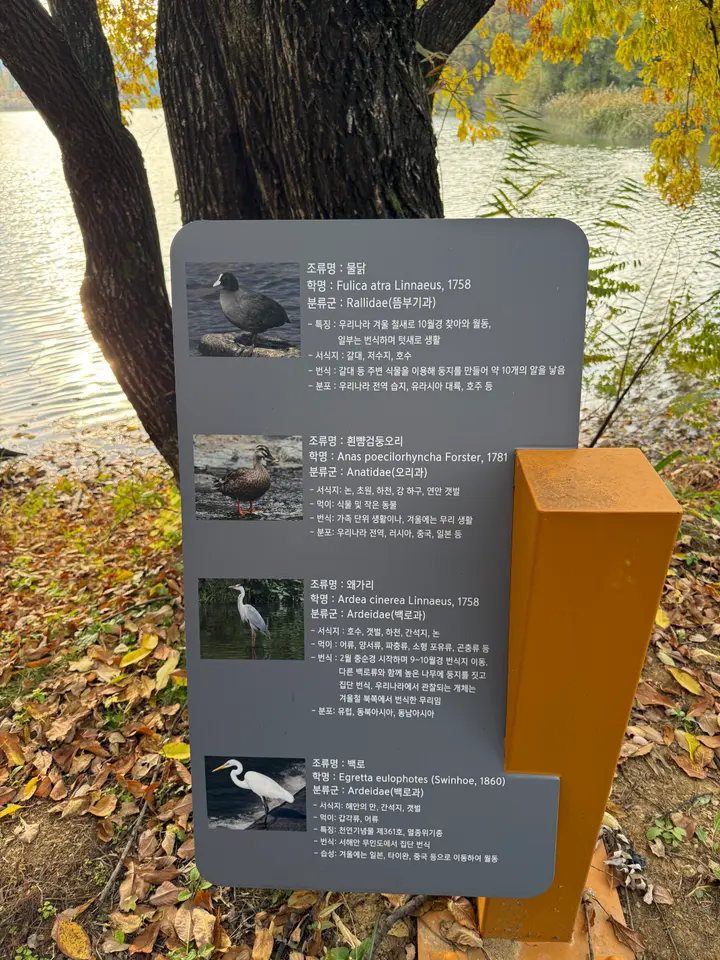 조류명 : 물닭
학명 : Fulica atra Linnaeus, 1758
분류군 : Rallidae(뜸부기과)
- 특징 : 우리나라 겨울 철새로 10월경 찾아와 월동,
일부는 번식하며 텃새로 생활
- 서식지 : 갈대, 저수지, 호수
- 번식 : 갈대 등 주변 식물을 이용해 둥지를 만들어 약 10개의 알을 낳음
- 분포 : 우리나라 전역 습지, 유라시아 대륙, 호주 등
조류명 : 흰뺨검둥오리
학명 : Anas poecilorhyncha Forster, 1781
분류군 : Anatidae(오리과)
- 서식지: 논, 초원, 하천, 강 하구, 연안 갯벌
- 먹이: 식물 및 작은 동물
- 번식: 가족 단위 생활이나, 겨울에는 무리 생활
- 분포: 우리나라 전역, 러시아, 중국, 일본 등
조류명 : 왜가리
학명 : Ardea cinerea Linnaeus, 1758
분류군 : Ardeidae(백로과)
- 서식지 : 호수, 갯벌, 하천, 간석지, 논
- 먹이 : 어류, 양서류, 파충류, 소형 포유류, 곤충류 등
- 번식 : 2월 중순경 시작하며 9~10월경 번식지 이동.
다른 백로류와 함께 높은 나무에 둥지를 짓고
집단 번식. 우리나라에서 관찰되는 개체는
겨울철 북쪽에서 번식한 무리임
- 분포: 유럽, 동북아시아, 동남아시아
조류명 : 백로
학명 : Egretta eulophotes (Swinhoe, 1860)
분류군 : Ardeidae(백로과)
- 서식지: 해안의 만, 간석지, 갯벌
- 먹이: 갑각류, 어류
- 특징: 천연기념물 제361호, 멸종위기종
- 번식: 서해안 무인도에서 집단 번식
- 습성: 겨울에는 일본, 타이완, 중국 등으로 이동하여 월동